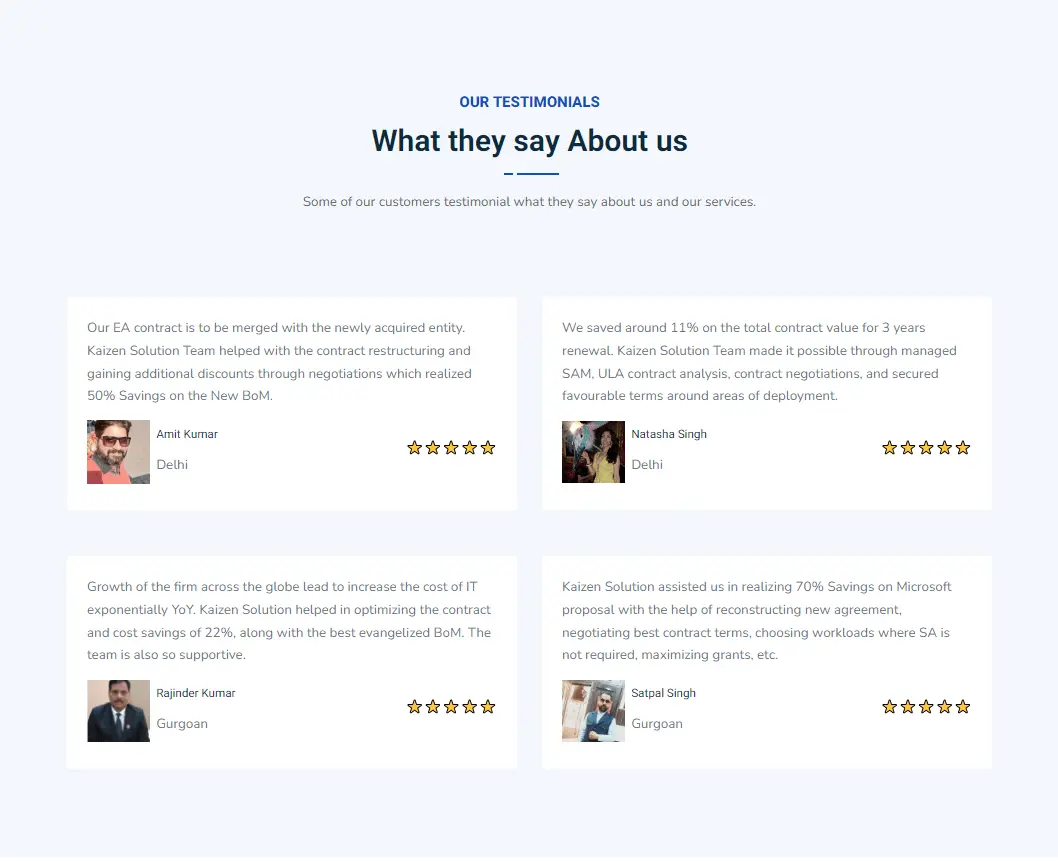 OUR TESTIMONIALS
What they say About us
Some of our customers testimonial what they say about us and our services.
Our EA contract is to be merged with the newly acquired entity.
Kaizen Solution Team helped with the contract restructuring and
gaining additional discounts through negotiations which realized
50% Savings on the New BoM.
Amit Kumar
Delhi
We saved around 11% on the total contract value for 3 years
renewal. Kaizen Solution Team made it possible through managed
SAM, ULA contract analysis, contract negotiations, and secured
favourable terms around areas of deployment.
Natasha Singh
Delhi
Growth of the firm across the globe lead to increase the cost of IT
exponentially YoY. Kaizen Solution helped in optimizing the contract
and cost savings of 22%, along with the best evangelized BoM. The
team is also so supportive.
Rajinder Kumar
Gurgoan
Kaizen Solution assisted us in realizing 70% Savings on Microsoft
proposal with the help of reconstructing new agreement,
negotiating best contract terms, choosing workloads where SA is
not required, maximizing grants, etc.
Satpal Singh
Gurgoan